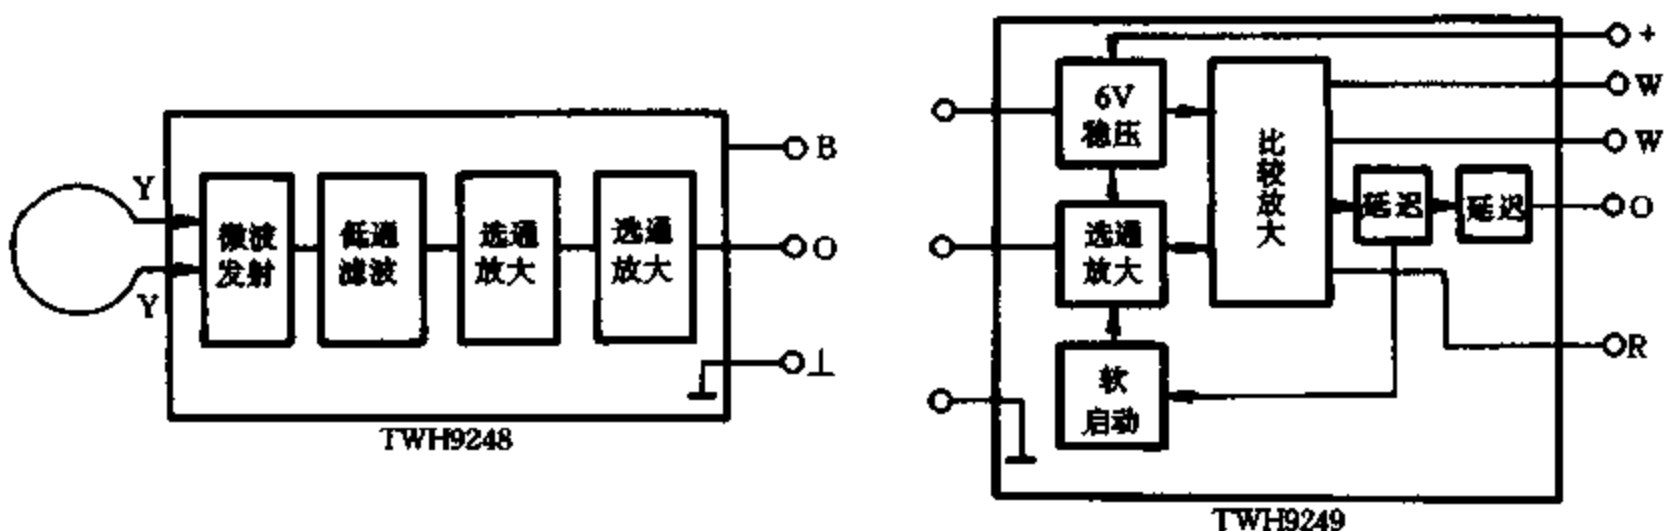 Y
Y
微波
发射
低通
滤波
选通
放大
选通
放大
B
O
⊥
TWH9248
6V
稳压
选通
放大
软
启动
比较放大
延迟
延迟
+
W
W
O
R
TWH9249